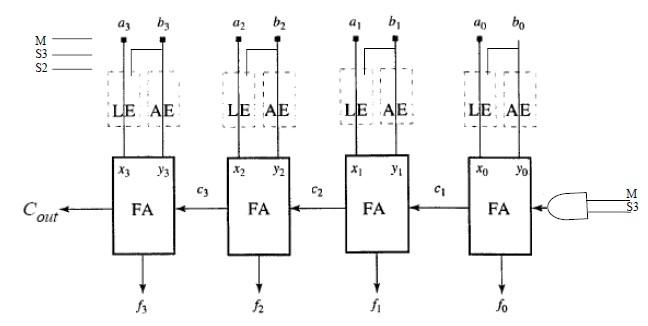 a3 b3 a2 b2 a1 b1 a0 b0
M
S3
S2
LE AE LE AE LE AE LE AE
x3 y3 x2 y2 x1 y1 x0 y0
M
S3
Cout FA c3 FA c2 FA c1 FA
f3 f2 f1 f0